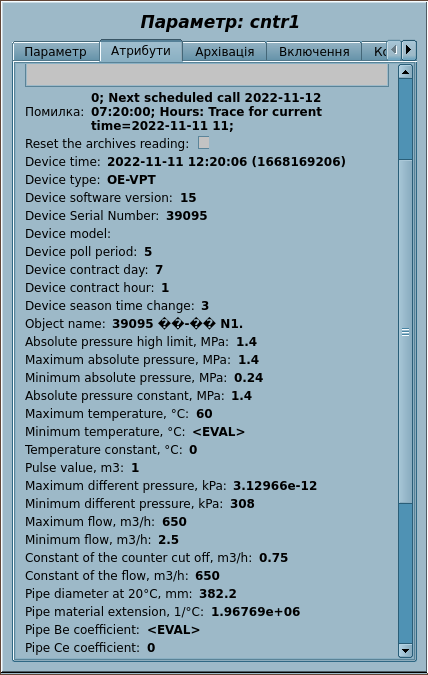 Параметр: cntr1
Параметр Атрибути Архівація Включення
0; Next scheduled call 2022-11-12
Помилка: 07:20:00; Hours: Trace for current
time=2022-11-11 11;
Reset the archives reading:
Device time: 2022-11-11 12:20:06 (1668169206)
Device type: OE-VPT
Device software version: 15
Device Serial Number: 39095
Device model:
Device poll period: 5
Device contract day: 7
Device contract hour: 1
Device season time change: 3
Object name: 39095 ��-�� N1.
Absolute pressure high limit, MPa: 1.4
Maximum absolute pressure, MPa: 1.4
Minimum absolute pressure, MPa: 0.24
Absolute pressure constant, MPa: 1.4
Maximum temperature, °C: 60
Minimum temperature, °C: <EVAL>
Temperature constant, °C: 0
Pulse value, m3: 1
Maximum different pressure, kPa: 3.12966e-12
Minimum different pressure, kPa: 308
Maximum flow, m3/h: 650
Minimum flow, m3/h: 2.5
Constant of the counter cut off, m3/h: 0.75
Constant of the flow, m3/h: 650
Pipe diameter at 20°C, mm: 382.2
Pipe material extension, 1/°C: 1.96769e+06
Pipe Be coefficient: <EVAL>
Pipe Ce coefficient: 0